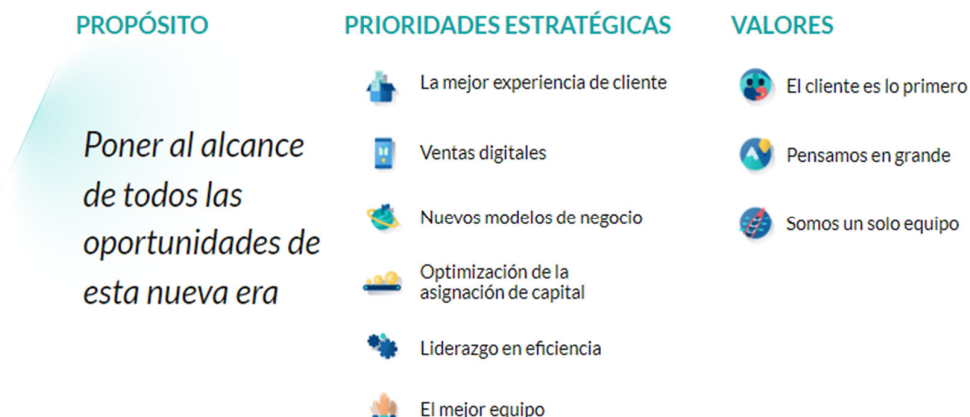 PROPÓSITO
Poner al alcance
de todos las
oportunidades de
esta nueva era
PRIORIDADES ESTRATÉGICAS
La mejor experiencia de cliente
Ventas digitales
Nuevos modelos de negocio
Optimización de la
asignación de capital
Liderazgo en eficiencia
El mejor equipo
VALORES
El cliente es lo primero
Pensamos en grande
Somos un solo equipo